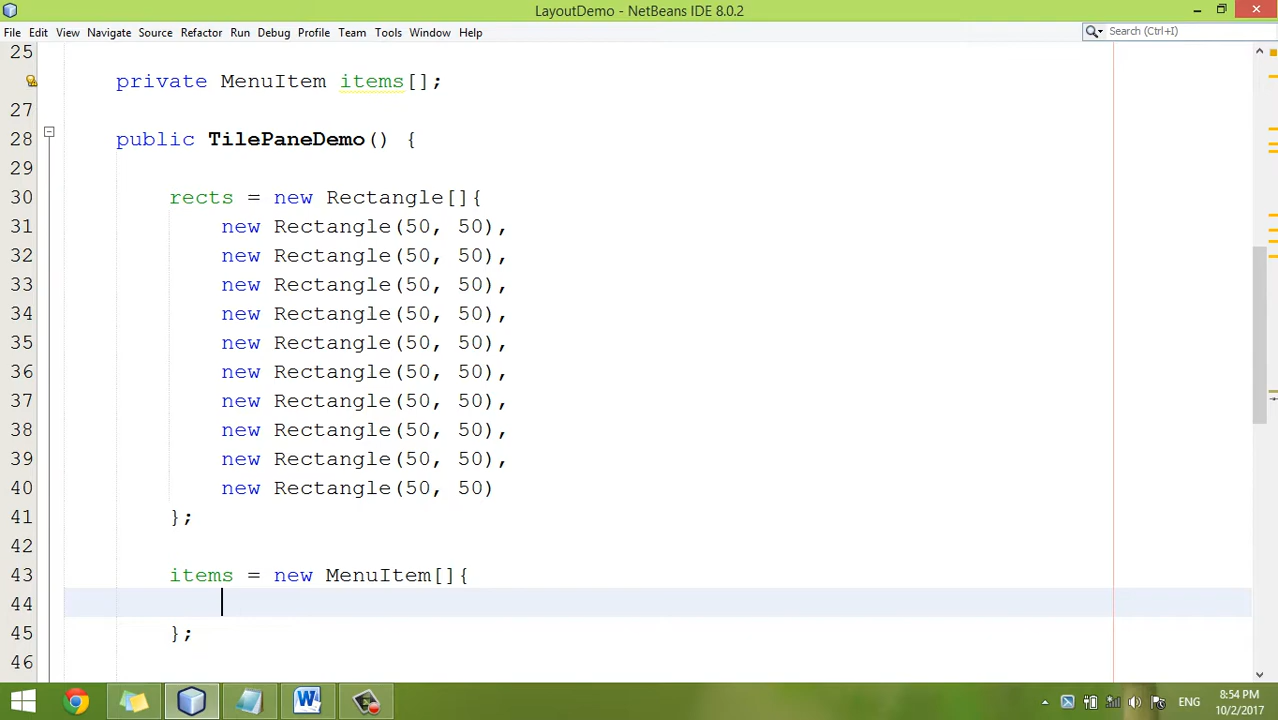 LayoutDemo - NetBeans IDE 8.0.2
File Edit View Navigate Source Refactor Run Debug Profile Team Tools Window Help
Search (Ctrl+I)
25
private MenuItem items[];
27
28 public TilePaneDemo() {
29
30 rects = new Rectangle[]{
31 new Rectangle(50, 50),
32 new Rectangle(50, 50),
33 new Rectangle(50, 50),
34 new Rectangle(50, 50),
35 new Rectangle(50, 50),
36 new Rectangle(50, 50),
37 new Rectangle(50, 50),
38 new Rectangle(50, 50),
39 new Rectangle(50, 50),
40 new Rectangle(50, 50)
41 };
42
43 items = new MenuItem[]{
44
45 };
46
ENG
8:54 PM
10/2/2017